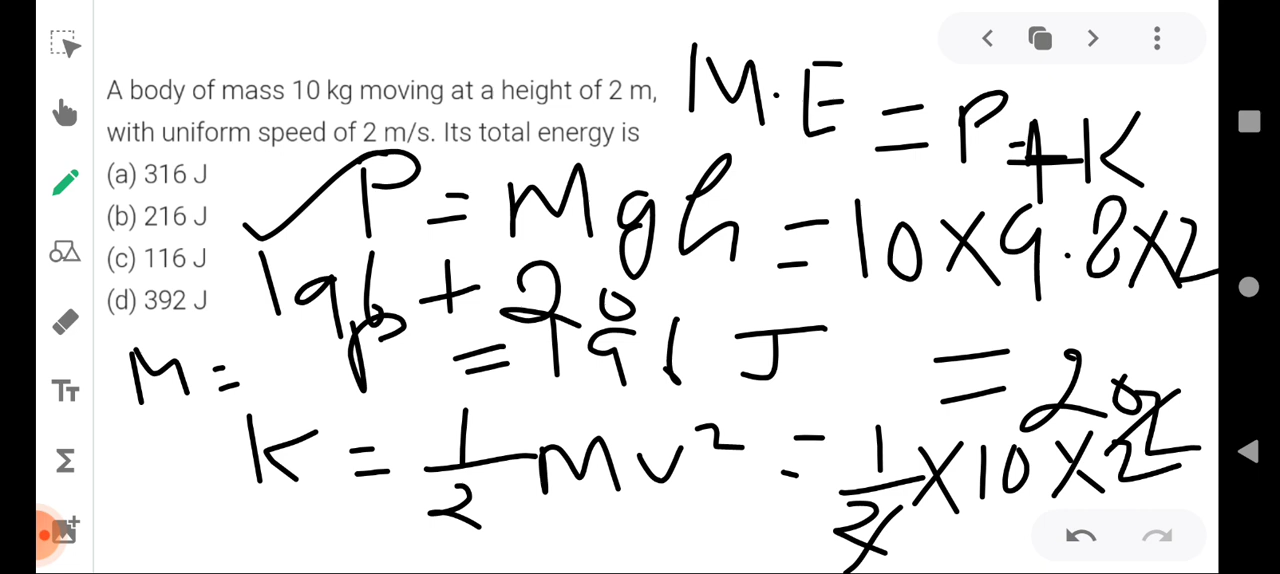 A body of mass 10 kg moving at a height of 2 m,
with uniform speed of 2 m/s. Its total energy is
(a) 316 J
(b) 216 J
(c) 116 J
(d) 392 J
M.E = P + K
P = Mgh = 10 X 9.8 X 2
196 + 20
M =
P = 196 J
= 20
K = 1/2 Mv² = 1/2 X 10 X 2²
Tт
Σ